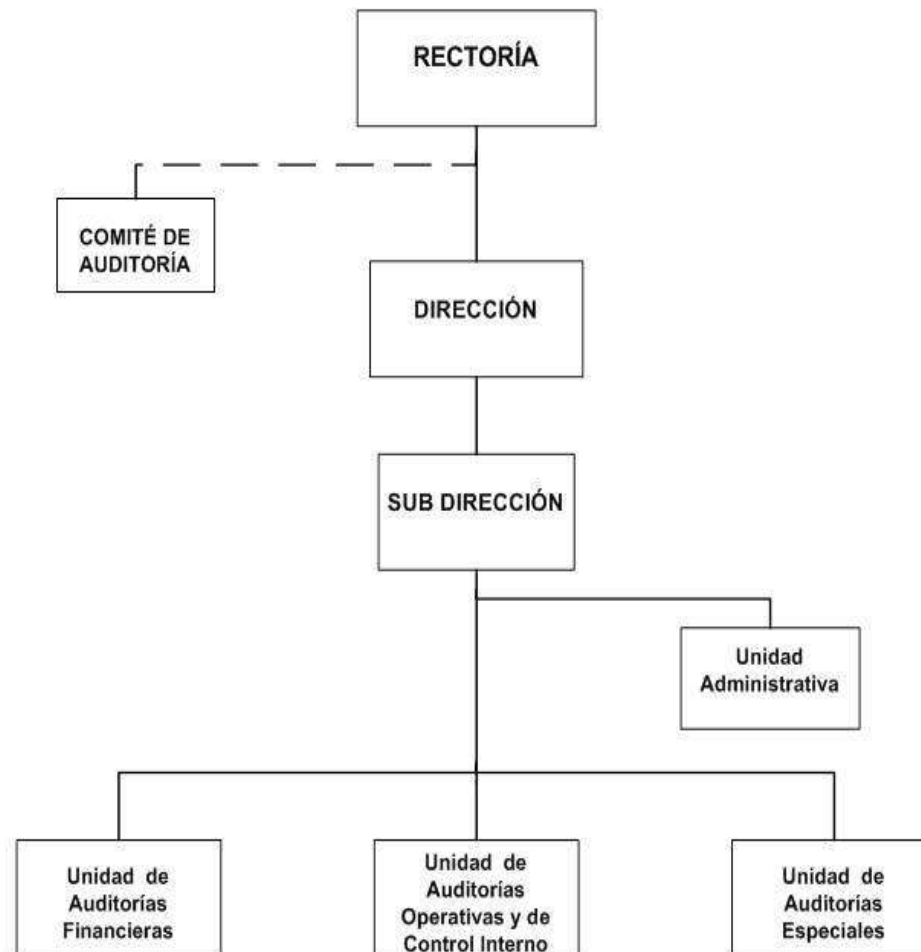 RECTORÍA
COMITÉ DE
AUDITORÍA
DIRECCIÓN
SUB DIRECCIÓN
Unidad
Administrativa
Unidad de
Auditorías
Financieras
Unidad de
Auditorías
Operativas y de
Control Interno
Unidad de
Auditorías
Especiales